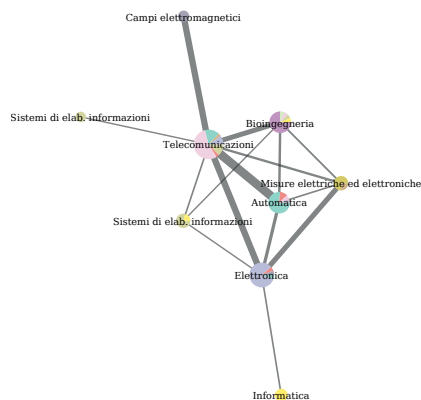 Campi elettromagnetici
Sistemi di elab. informazioni
Bioingegneria
Telecomunicazioni
Misure elettriche ed elettroniche
Automatica
Sistemi di elab. informazioni
Elettronica
Informatica